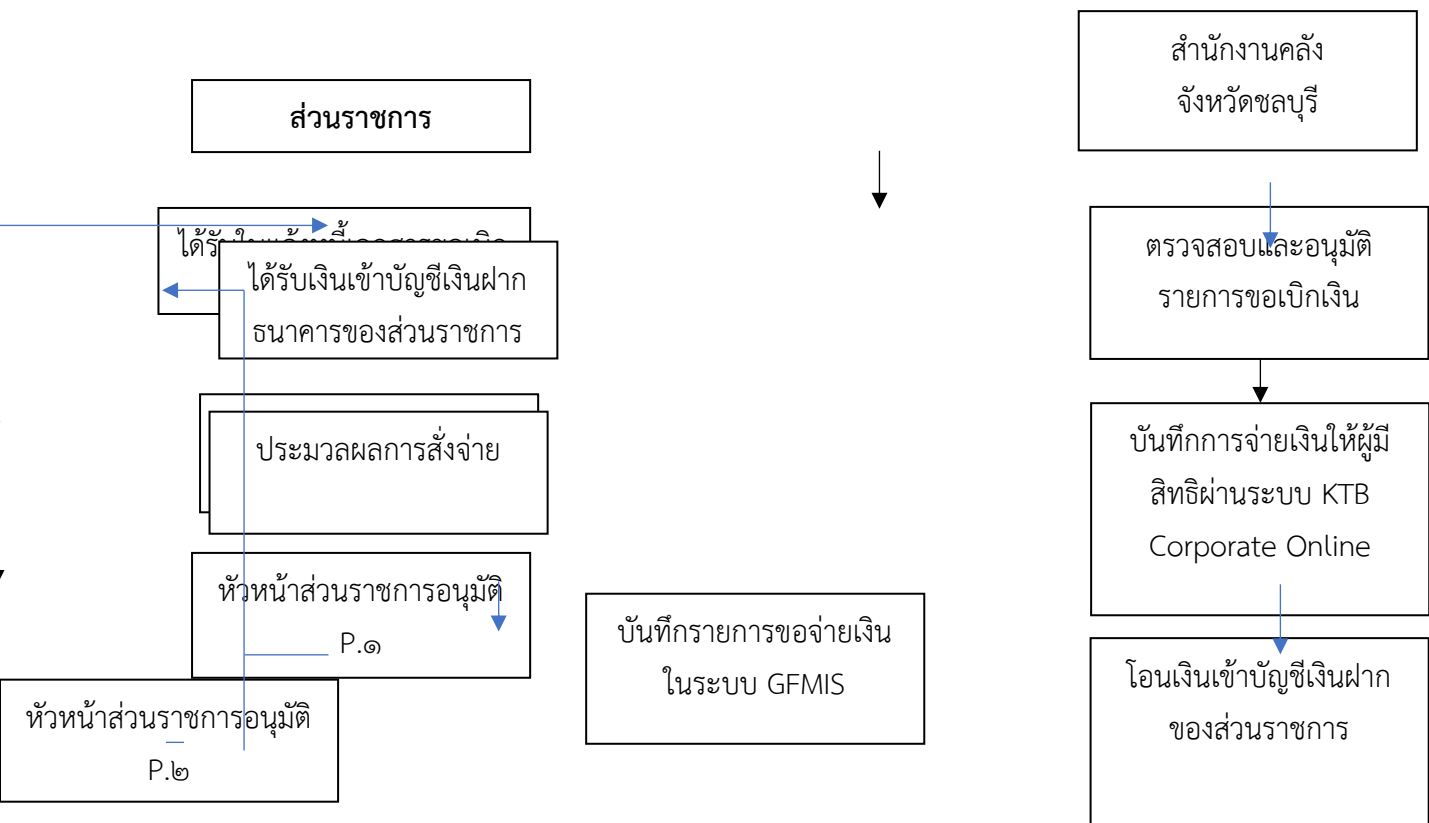 สำนักงานคลัง
จังหวัดชลบุรี
ส่วนราชการ
ได้รับเงินเข้าบัญชีเงินฝาก
ธนาคารของส่วนราชการ
ตรวจสอบและอนุมัติ
รายการขอเบิกเงิน
ประมวลผลการสั่งจ่าย
บันทึกการจ่ายเงินให้ผู้มี
สิทธิผ่านระบบ KTB
Corporate Online
หัวหน้าส่วนราชการอนุมัติ
P.๑
บันทึกรายการขอจ่ายเงิน
ในระบบ GFMIS
โอนเงินเข้าบัญชีเงินฝาก
ของส่วนราชการ
หัวหน้าส่วนราชการอนุมัติ
P.๒